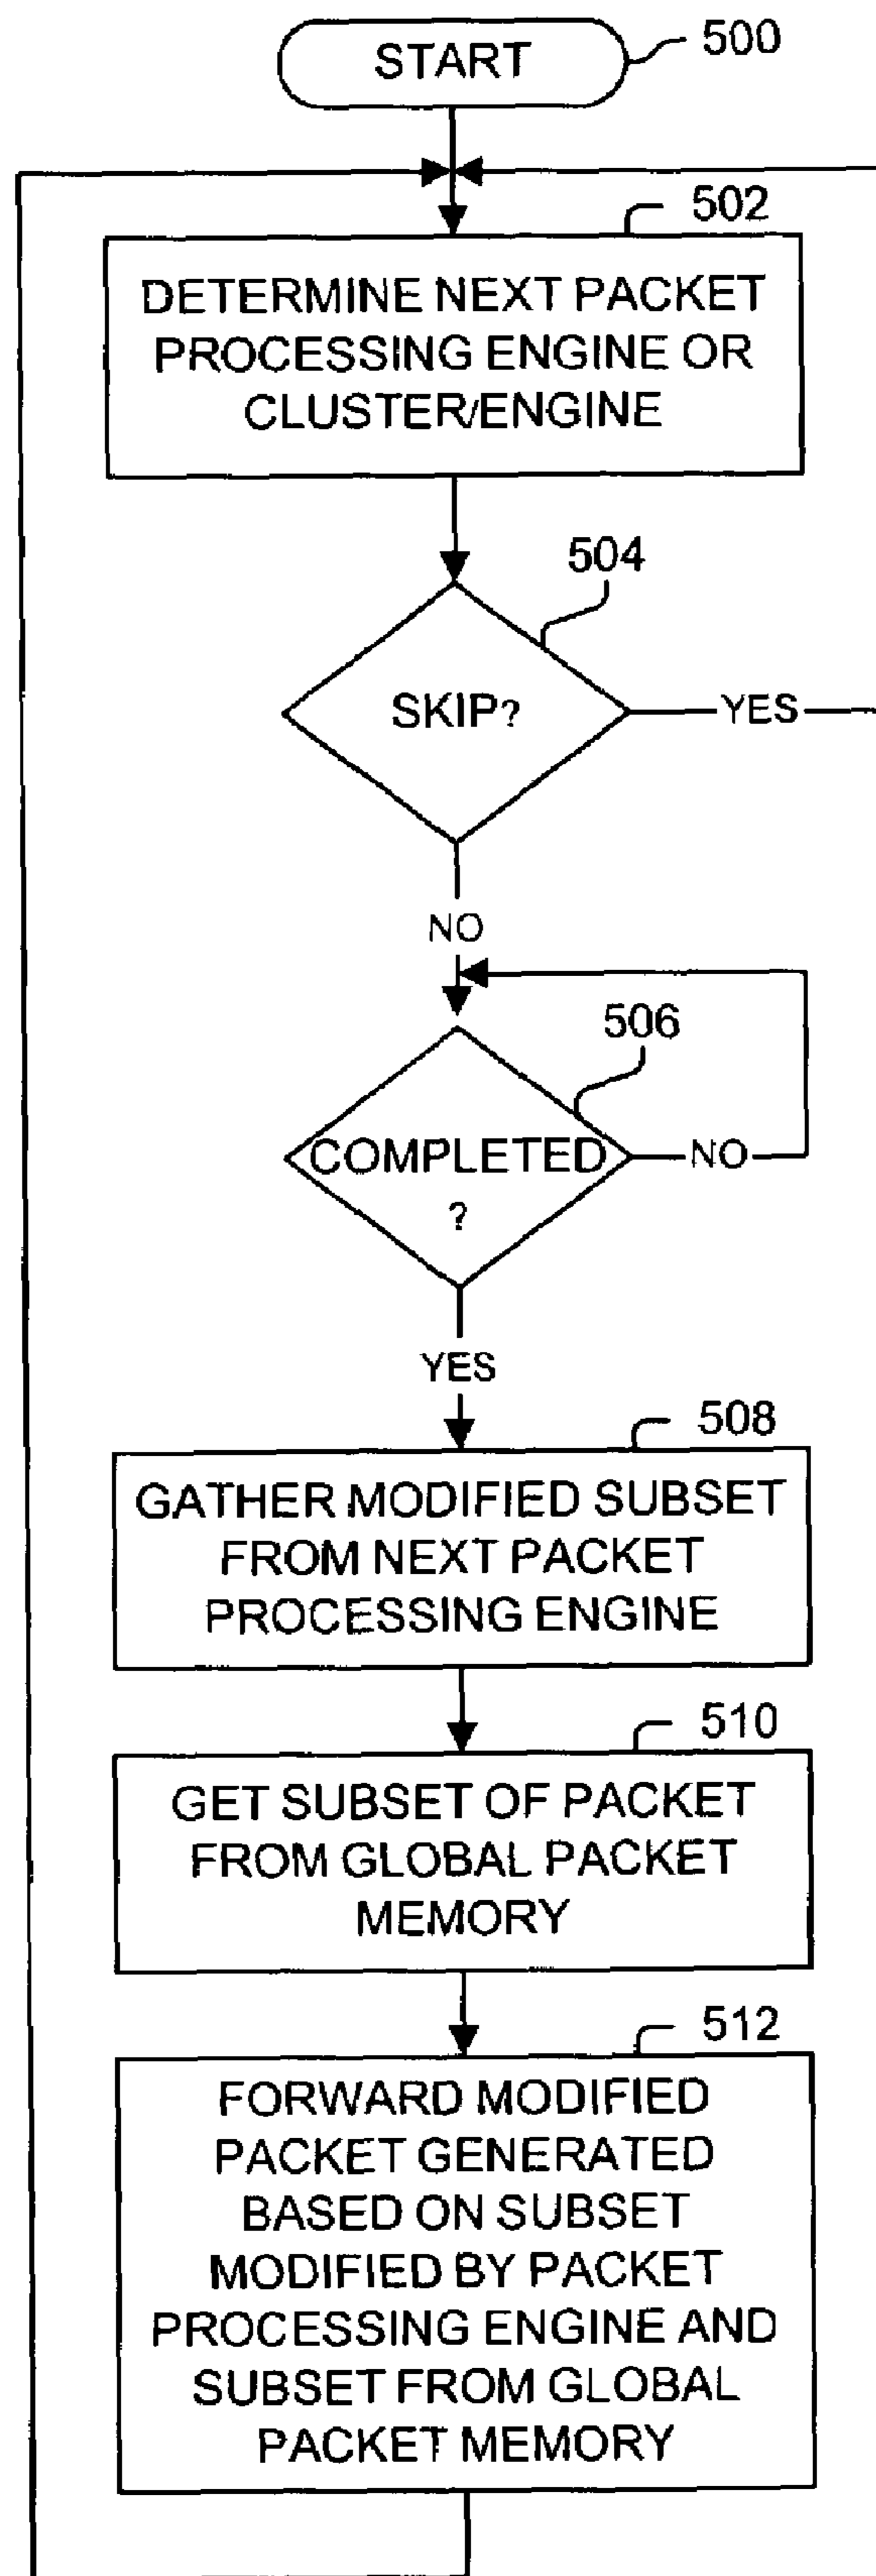 START
500
502
DETERMINE NEXT PACKET
PROCESSING ENGINE OR
CLUSTER/ENGINE
504
SKIP?
YES
NO
506
COMPLETED
?
NO
YES
508
GATHER MODIFIED SUBSET
FROM NEXT PACKET
PROCESSING ENGINE
510
GET SUBSET OF PACKET
FROM GLOBAL PACKET
MEMORY
512
FORWARD MODIFIED
PACKET GENERATED
BASED ON SUBSET
MODIFIED BY PACKET
PROCESSING ENGINE AND
SUBSET FROM GLOBAL
PACKET MEMORY